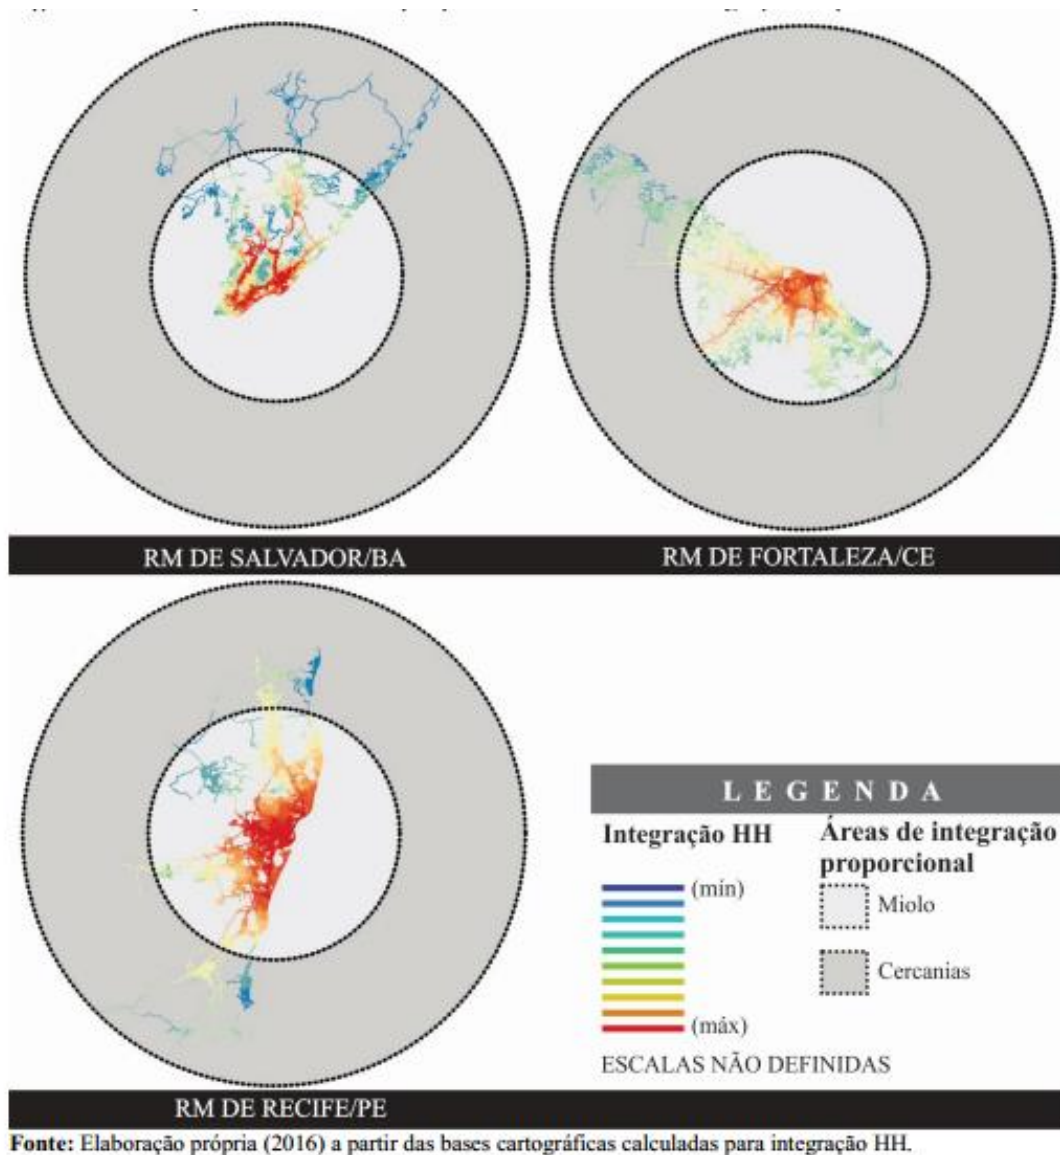 RM DE SALVADOR/BA
RM DE FORTALEZA/CE
RM DE RECIFE/PE
LEGENDA
Integração HH
(mín)
(máx)
Áreas de integração
proporcional
Miolo
Cercanias
ESCALAS NÃO DEFINIDAS
Fonte: Elaboração própria (2016) a partir das bases cartográficas calculadas para integração HH.